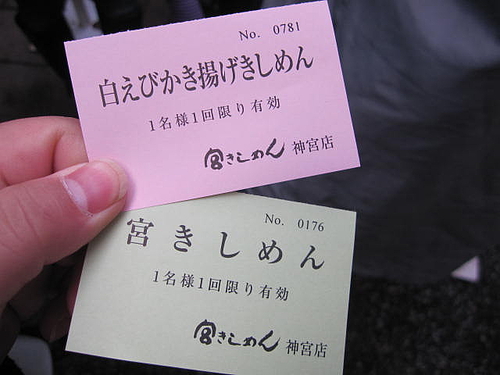 No. 0781
白えびかき揚げきしめん
1名様1回限り有効
宮きしめん 神宮店
No. 0176
宮きしめん
1名様1回限り有効
宮きしめん 神宮店